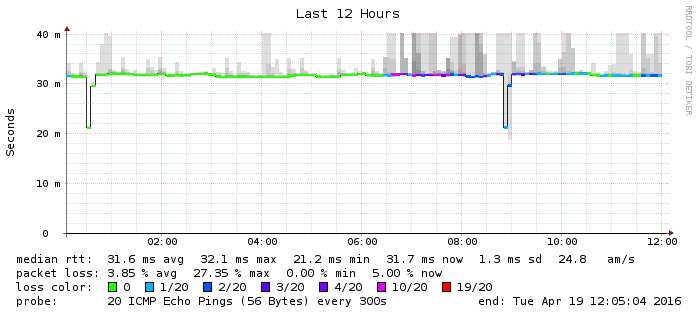 Last 12 Hours
RRDTOOL / TOBI OETIKER
Seconds
40 m
30 m
20 m
10 m
0
02:00 04:00 06:00 08:00 10:00 12:00
median rtt: 31.6 ms avg 32.1 ms max 21.2 ms min 31.7 ms now 1.3 ms sd 24.8 am/s
packet loss: 3.85 % avg 27.35 % max 0.00 % min 5.00 % now
loss color: 0 1/20 2/20 3/20 4/20 10/20 19/20
probe: 20 ICMP Echo Pings (56 Bytes) every 300s end: Tue Apr 19 12:05:04 2016